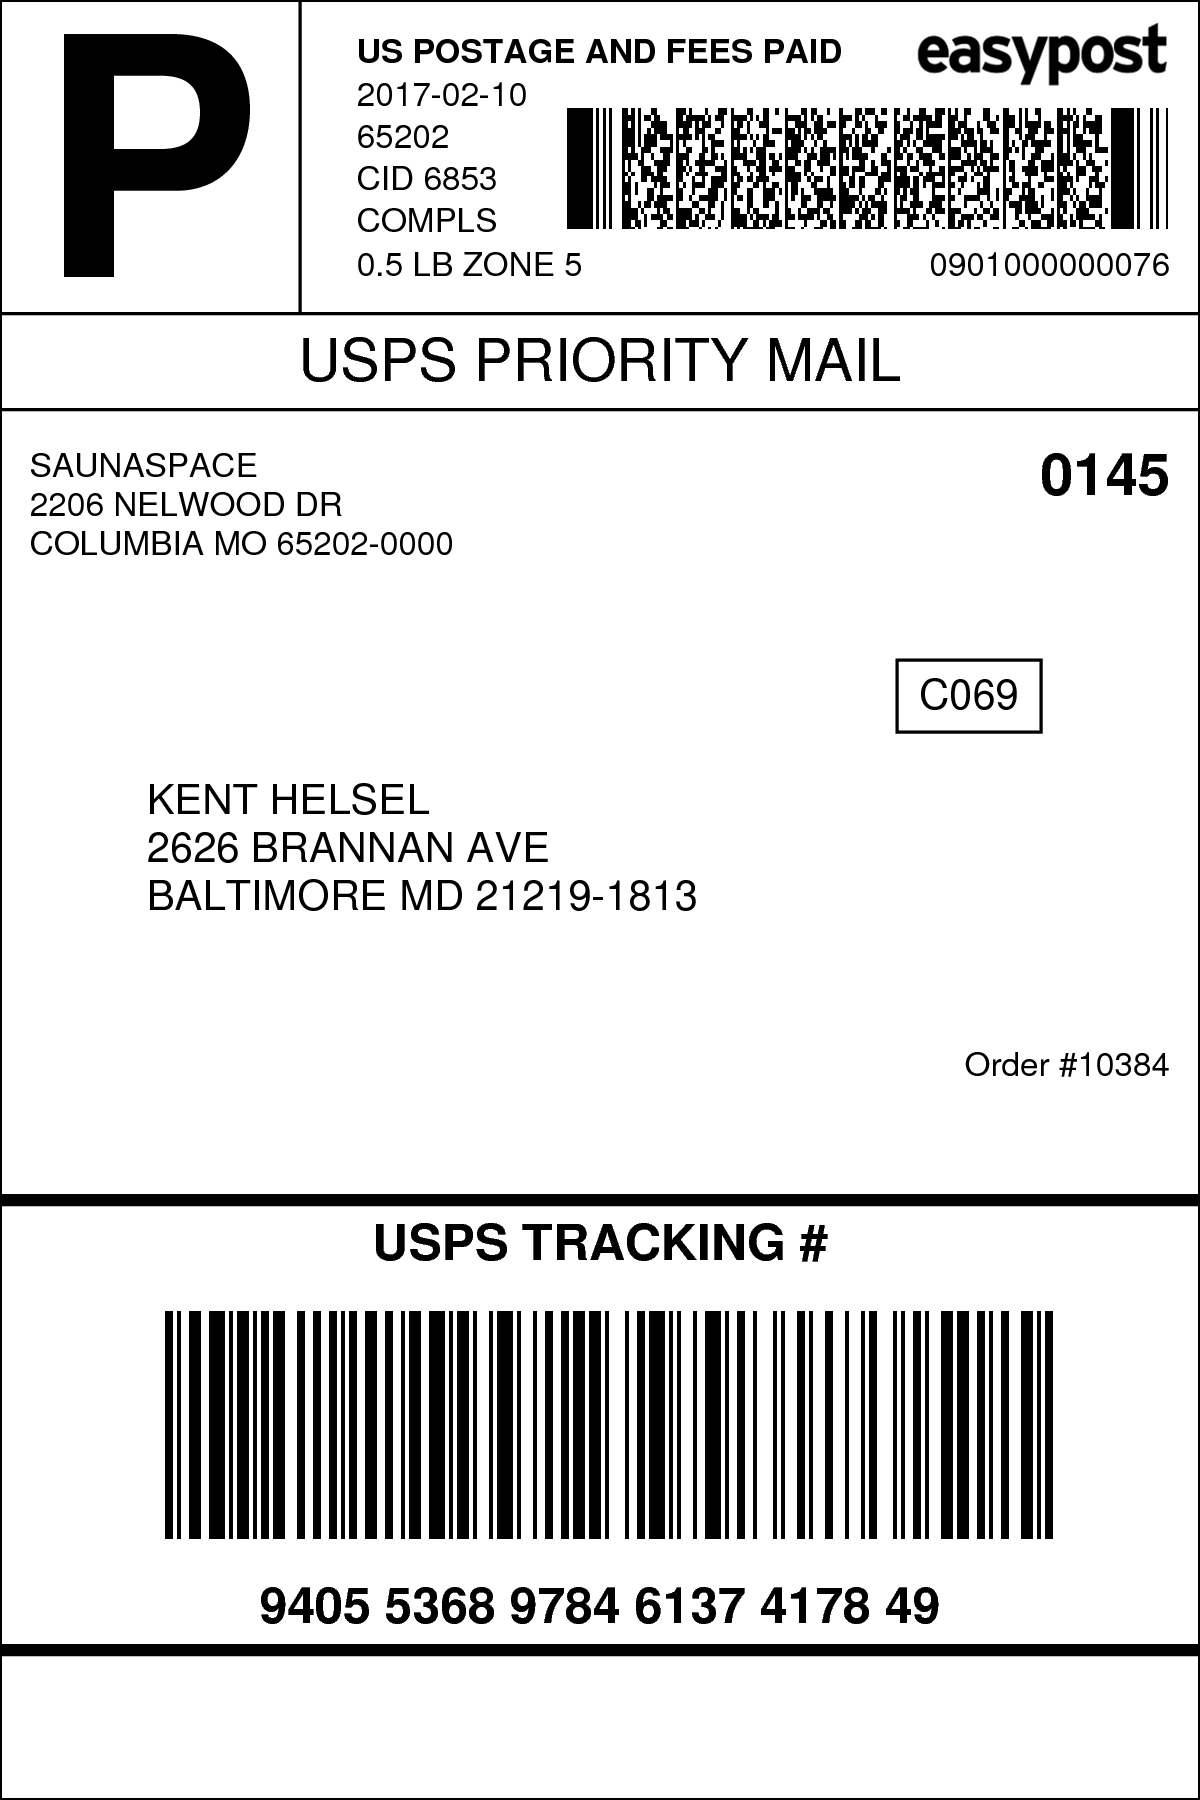 P
US POSTAGE AND FEES PAID
easypost
2017-02-10
65202
CID 6853
COMPLS
0.5 LB ZONE 5
0901000000076
USPS PRIORITY MAIL
SAUNASPACE
2206 NELWOOD DR
COLUMBIA MO 65202-0000
0145
C069
KENT HELSEL
2626 BRANNAN AVE
BALTIMORE MD 21219-1813
Order #10384
USPS TRACKING #
9405 5368 9784 6137 4178 49